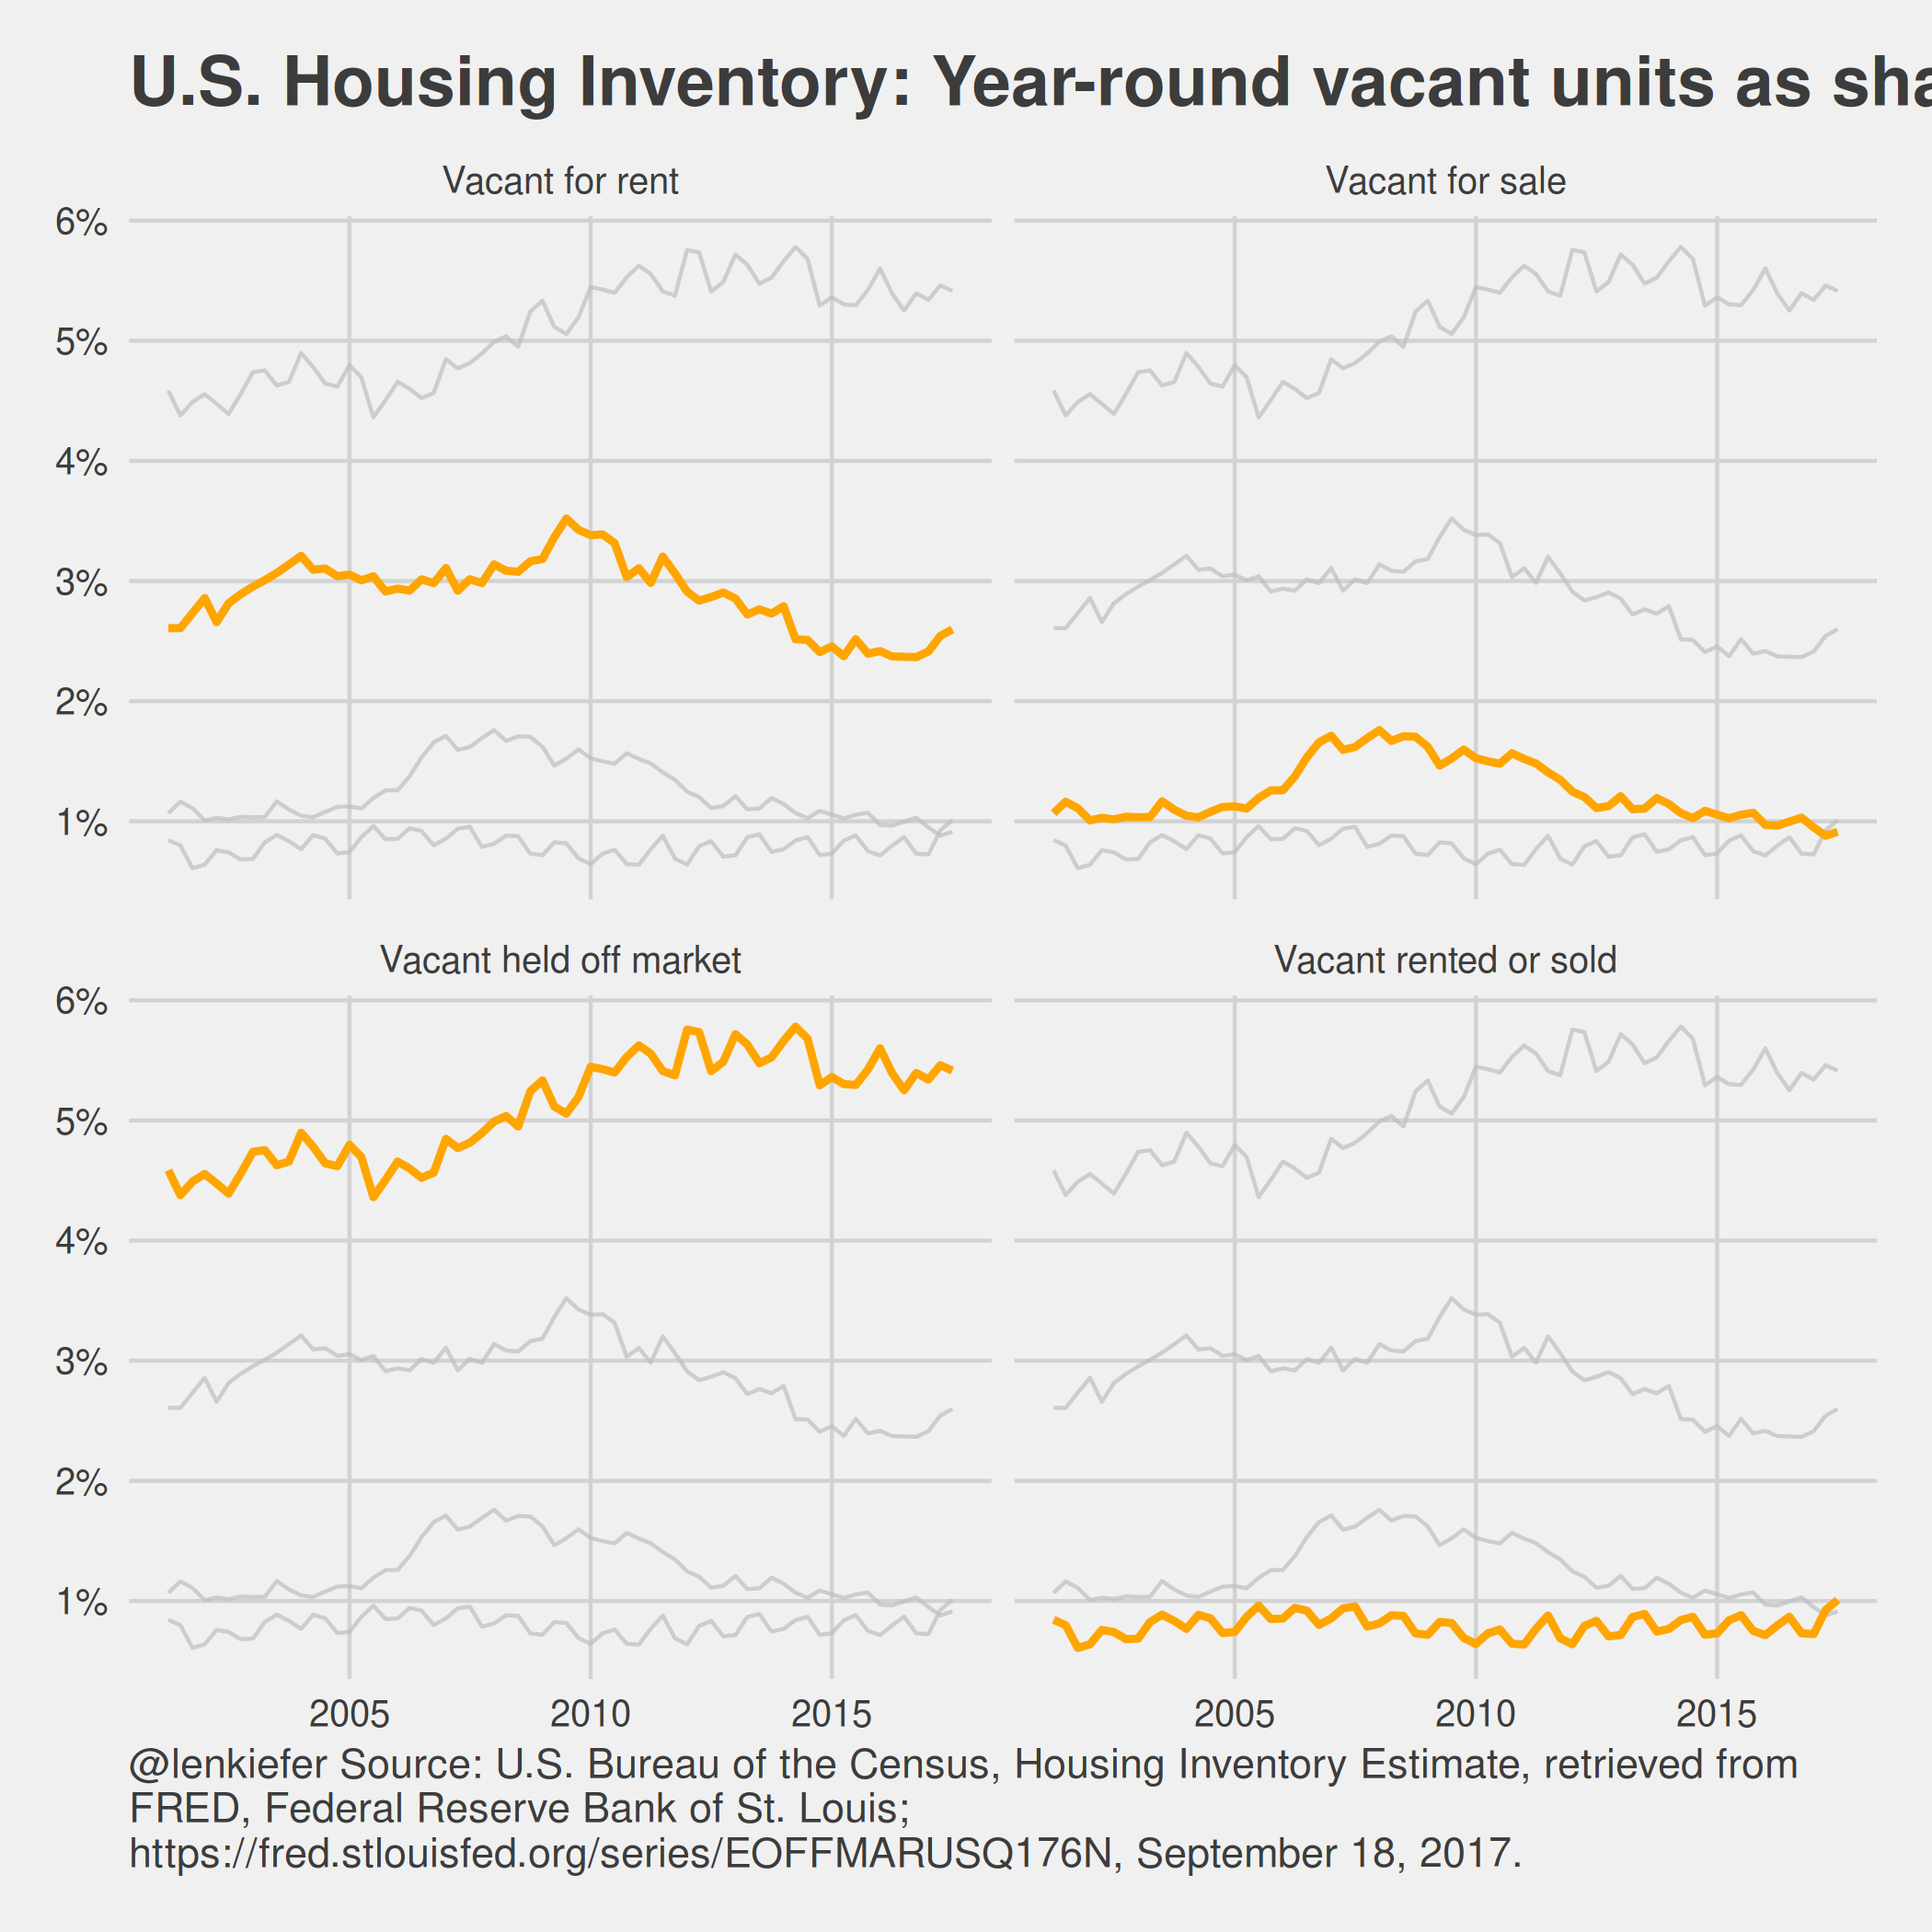 U.S. Housing Inventory: Year-round vacant units as sha
Vacant for rent
Vacant for sale
6%
5%
4%
3%
2%
1%
Vacant held off market
Vacant rented or sold
6%
5%
4%
3%
2%
1%
2005
2010
2015
2005
2010
2015
@lenkiefer Source: U.S. Bureau of the Census, Housing Inventory Estimate, retrieved from
FRED, Federal Reserve Bank of St. Louis;
https://fred.stlouisfed.org/series/EOFFMARUSQ176N, September 18, 2017.